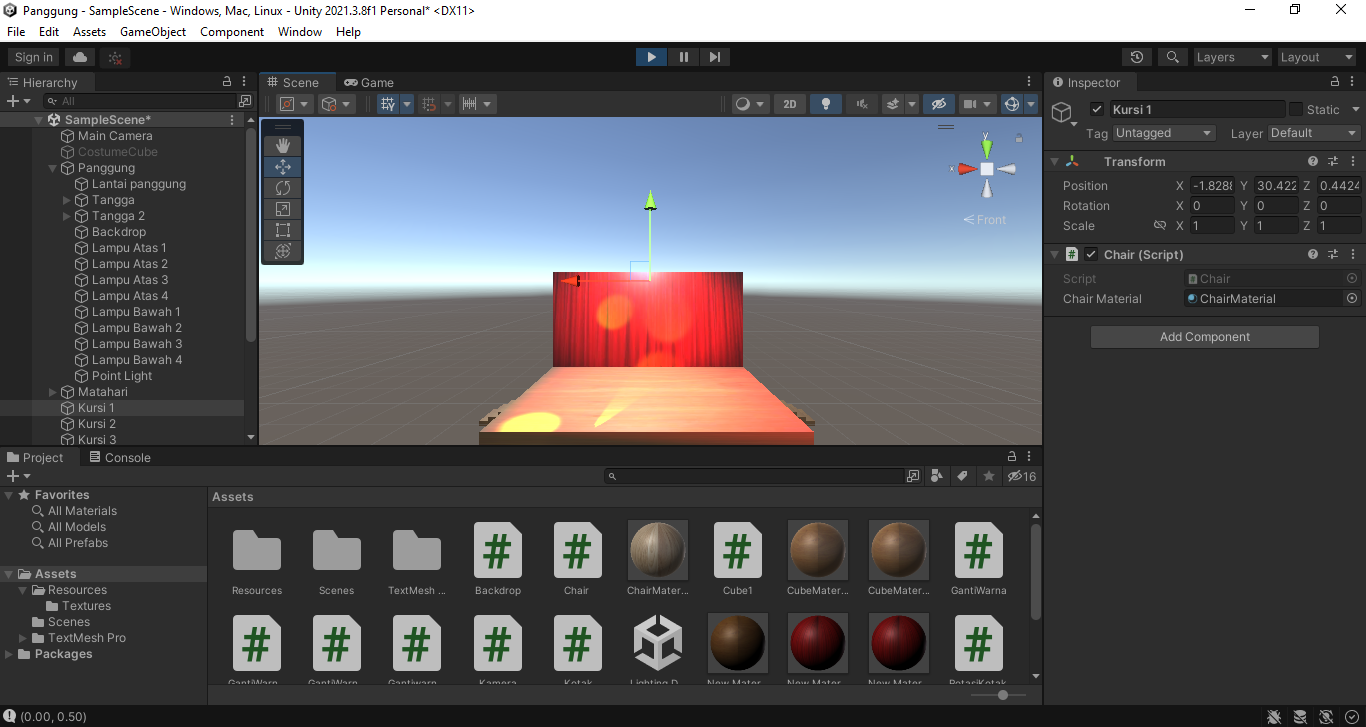 Panggung - SampleScene - Windows, Mac, Linux - Unity 2021.3.8f1 Personal* <DX11>
File Edit Assets GameObject Component Window Help
Sign in
Layers
Layout
Hierarchy
All
SampleScene*
Main Camera
CostumeCube
Panggung
Lantai panggung
Tangga
Tangga 2
Backdrop
Lampu Atas 1
Lampu Atas 2
Lampu Atas 3
Lampu Atas 4
Lampu Bawah 1
Lampu Bawah 2
Lampu Bawah 3
Lampu Bawah 4
Point Light
Matahari
Kursi 1
Kursi 2
Kursi 3
Scene Game
2D
y
x
Front
Inspector
Kursi 1 Static
Tag Untagged Layer Default
Transform
Position X -1.8288 Y 30.422 Z 0.4424
Rotation X 0 Y 0 Z 0
Scale X 1 Y 1 Z 1
Chair (Script)
Script Chair
Chair Material ChairMaterial
Add Component
Project Console
16
Favorites
All Materials
All Models
All Prefabs
Assets
Resources
Textures
Scenes
TextMesh Pro
Packages
Assets
Resources Scenes TextMesh ... Backdrop Chair ChairMater... Cube1 CubeMater... CubeMater... GantiWarna
GantiWarn... GantiWarn... Gantiwarn... Kamera Kotak Lighting D... New Mater... New Mater... New Mater... RotasiKotak
(0.00, 0.50)